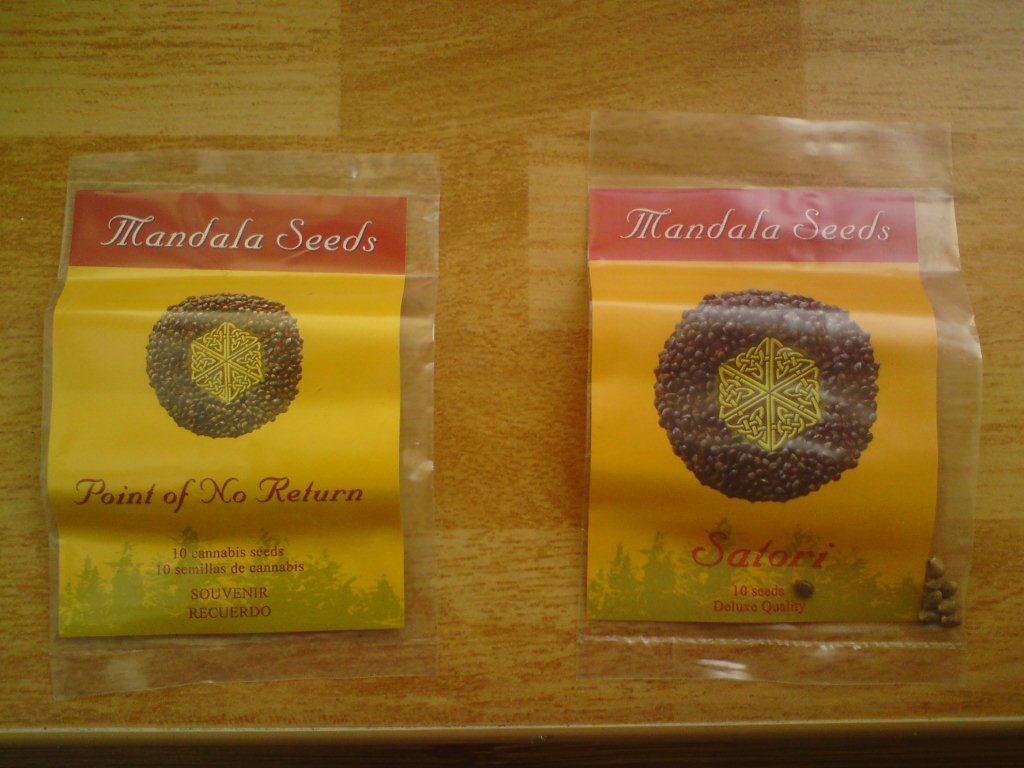 Mandala Seeds
Point of No Return
10 cannabis seeds
10 semillas de cannabis
SOUVENIR
RECUERDO
Mandala Seeds
Satori
10 seeds
Deluxe Quality